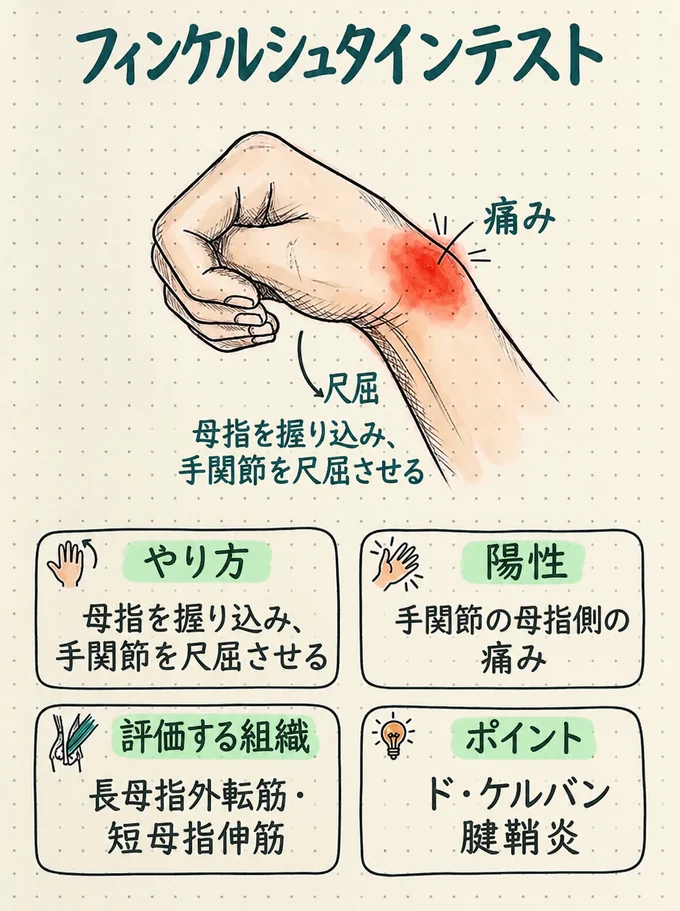 フィンケルシュタインテスト
痛み
尺屈
母指を握り込み、
手関節を尺屈させる
やり方
母指を握り込み、
手関節を尺屈させる
陽性
手関節の母指側の
痛み
評価する組織
長母指外転筋・
短母指伸筋
ポイント
ド・ケルバン
腱鞘炎